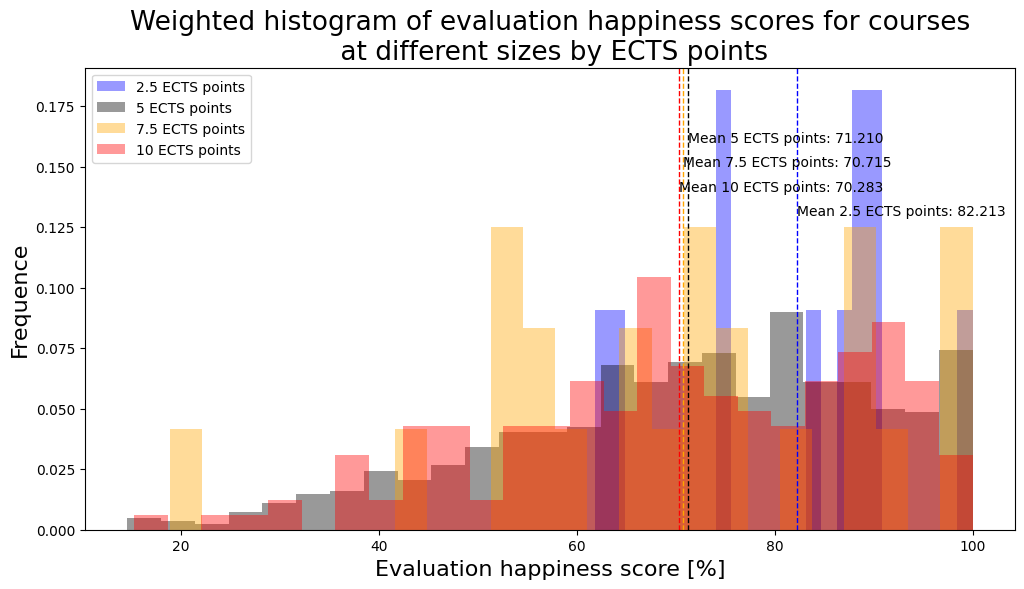 Weighted histogram of evaluation happiness scores for courses
at different sizes by ECTS points
2.5 ECTS points
5 ECTS points
7.5 ECTS points
10 ECTS points
Mean 5 ECTS points: 71.210
Mean 7.5 ECTS points: 70.715
Mean 10 ECTS points: 70.283
Mean 2.5 ECTS points: 82.213
Frequence
0.175
0.150
0.125
0.100
0.075
0.050
0.025
0.000
20
40
60
80
100
Evaluation happiness score [%]